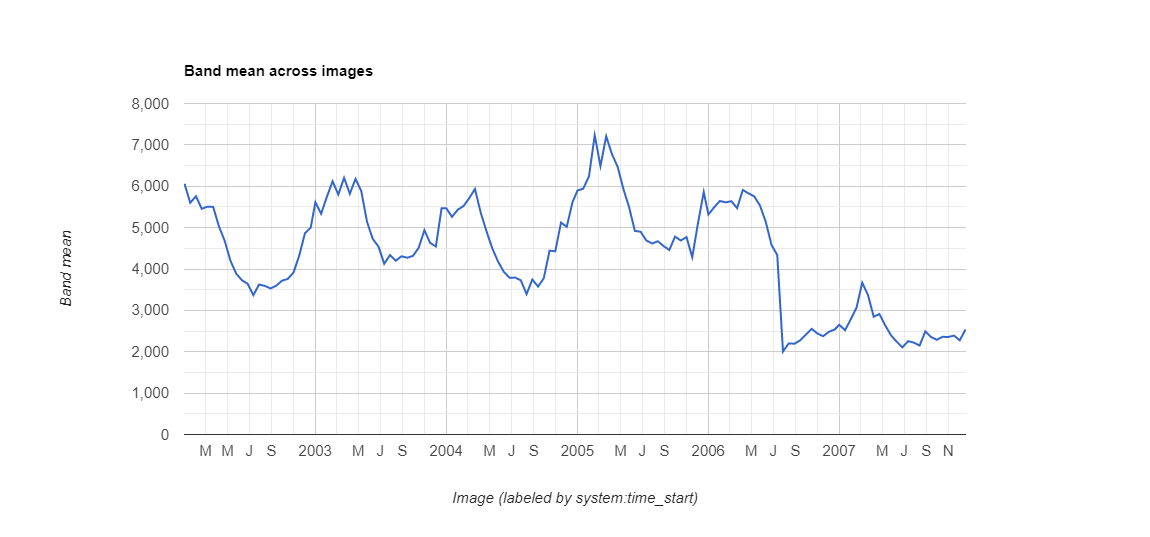 Band mean across images
8,000
7,000
6,000
5,000
4,000
3,000
2,000
1,000
0
Band mean
M M J S 2003 M J S 2004 M J S 2005 M J S 2006 M J S 2007 M J S N
Image (labeled by system:time_start)